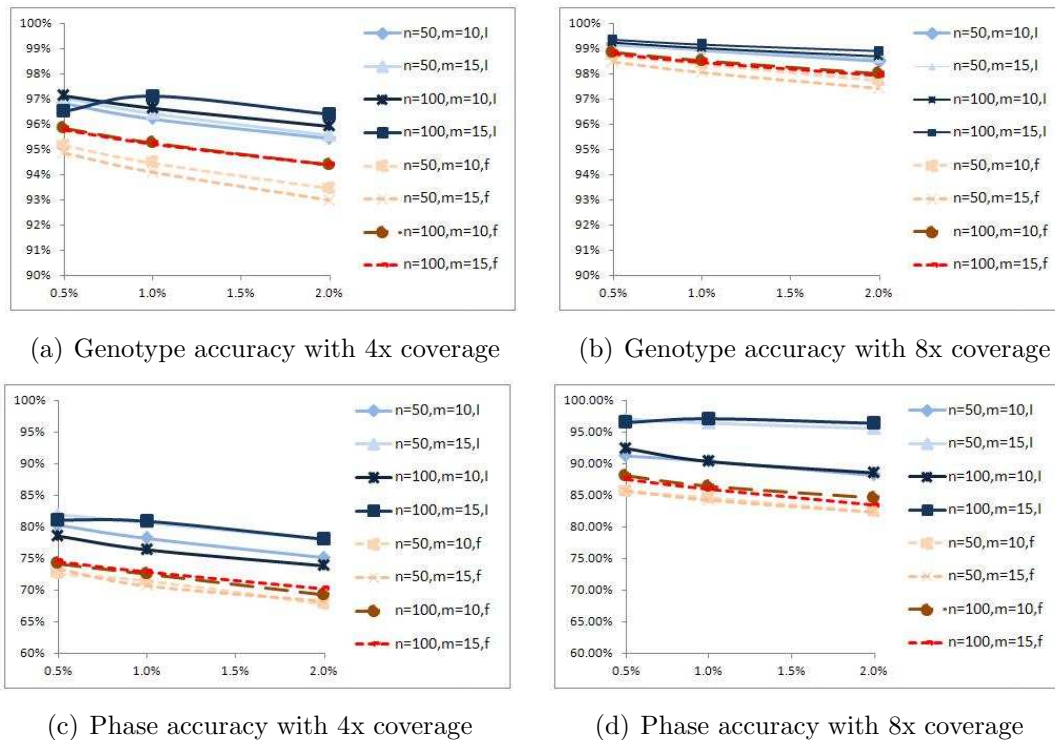 100%
99%
98%
97%
96%
95%
94%
93%
92%
91%
90%
0.5% 1.0% 1.5% 2.0%
n=50,m=10,l
n=50,m=15,l
n=100,m=10,l
n=100,m=15,l
n=50,m=10,f
n=50,m=15,f
n=100,m=10,f
n=100,m=15,f
(a) Genotype accuracy with 4x coverage
100%
99%
98%
97%
96%
95%
94%
93%
92%
91%
90%
0.5% 1.0% 1.5% 2.0%
n=50,m=10,l
n=50,m=15,l
n=100,m=10,l
n=100,m=15,l
n=50,m=10,f
n=50,m=15,f
n=100,m=10,f
n=100,m=15,f
(b) Genotype accuracy with 8x coverage
100%
95%
90%
85%
80%
75%
70%
65%
60%
0.5% 1.0% 1.5% 2.0%
n=50,m=10,l
n=50,m=15,l
n=100,m=10,l
n=100,m=15,l
n=50,m=10,f
n=50,m=15,f
n=100,m=10,f
n=100,m=15,f
(c) Phase accuracy with 4x coverage
100.00%
95.00%
90.00%
85.00%
80.00%
75.00%
70.00%
65.00%
60.00%
0.5% 1.0% 1.5% 2.0%
n=50,m=10,l
n=50,m=15,l
n=100,m=10,l
n=100,m=15,l
n=50,m=10,f
n=50,m=15,f
n=100,m=10,f
n=100,m=15,f
(d) Phase accuracy with 8x coverage